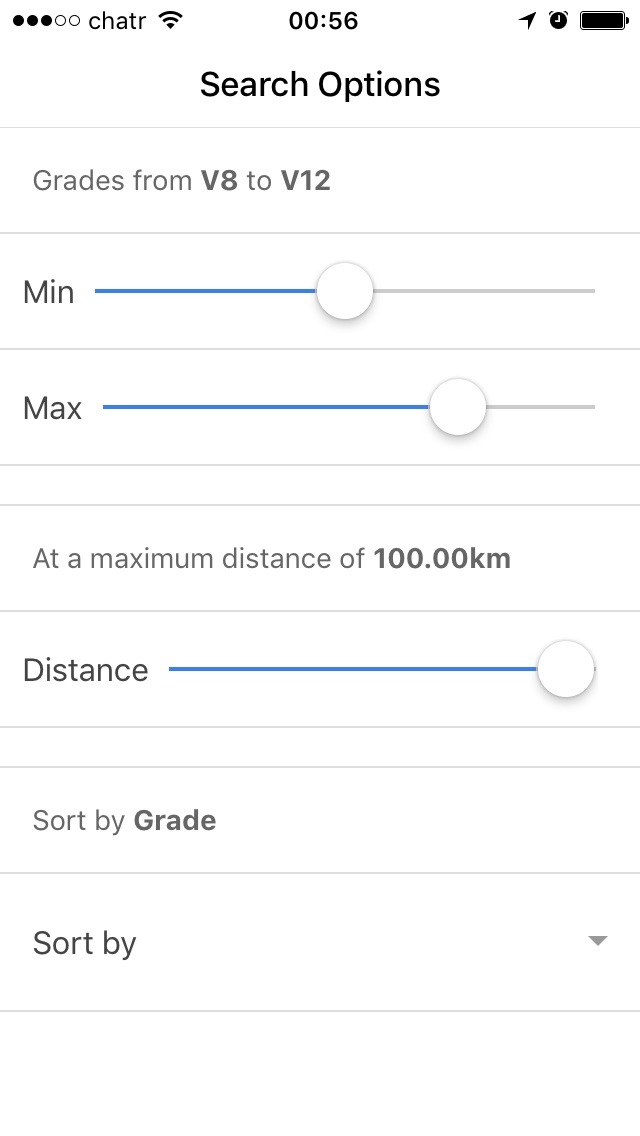 chatr 00:56
Search Options
Grades from V8 to V12
Min
Max
At a maximum distance of 100.00km
Distance
Sort by Grade
Sort by